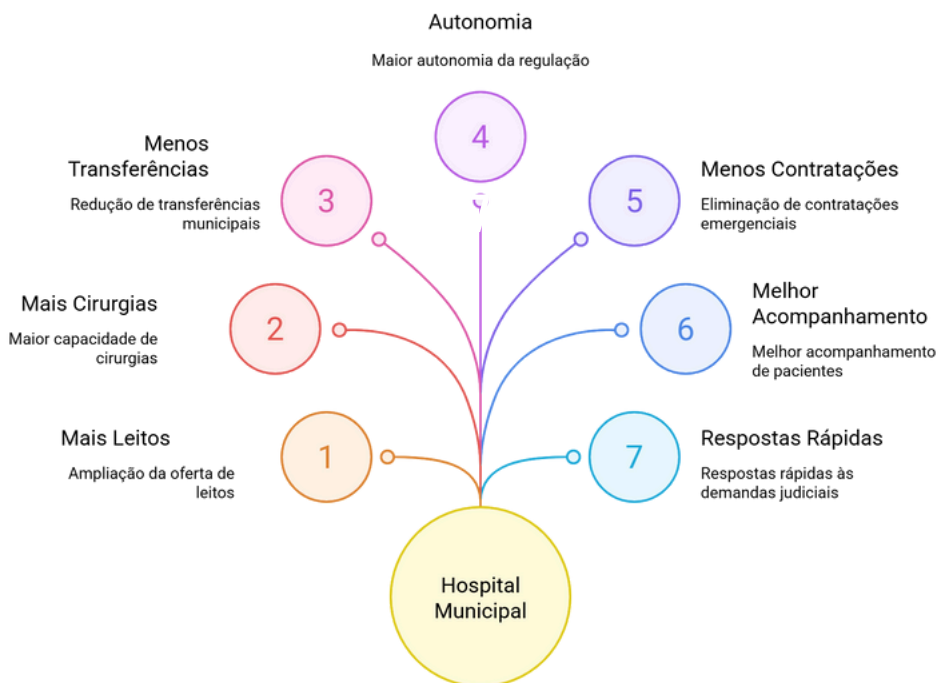 Autonomia
Maior autonomia da regulação
4
Menos
Transferências
Redução de transferências
municipais
3
5
Menos Contratações
Eliminação de contratações
emergenciais
Mais Cirurgias
Maior capacidade de
cirurgias
2
6
Melhor
Acompanhamento
Melhor acompanhamento
de pacientes
Mais Leitos
Ampliação da oferta de
leitos
1
7
Respostas Rápidas
Respostas rápidas às
demandas judiciais
Hospital
Municipal